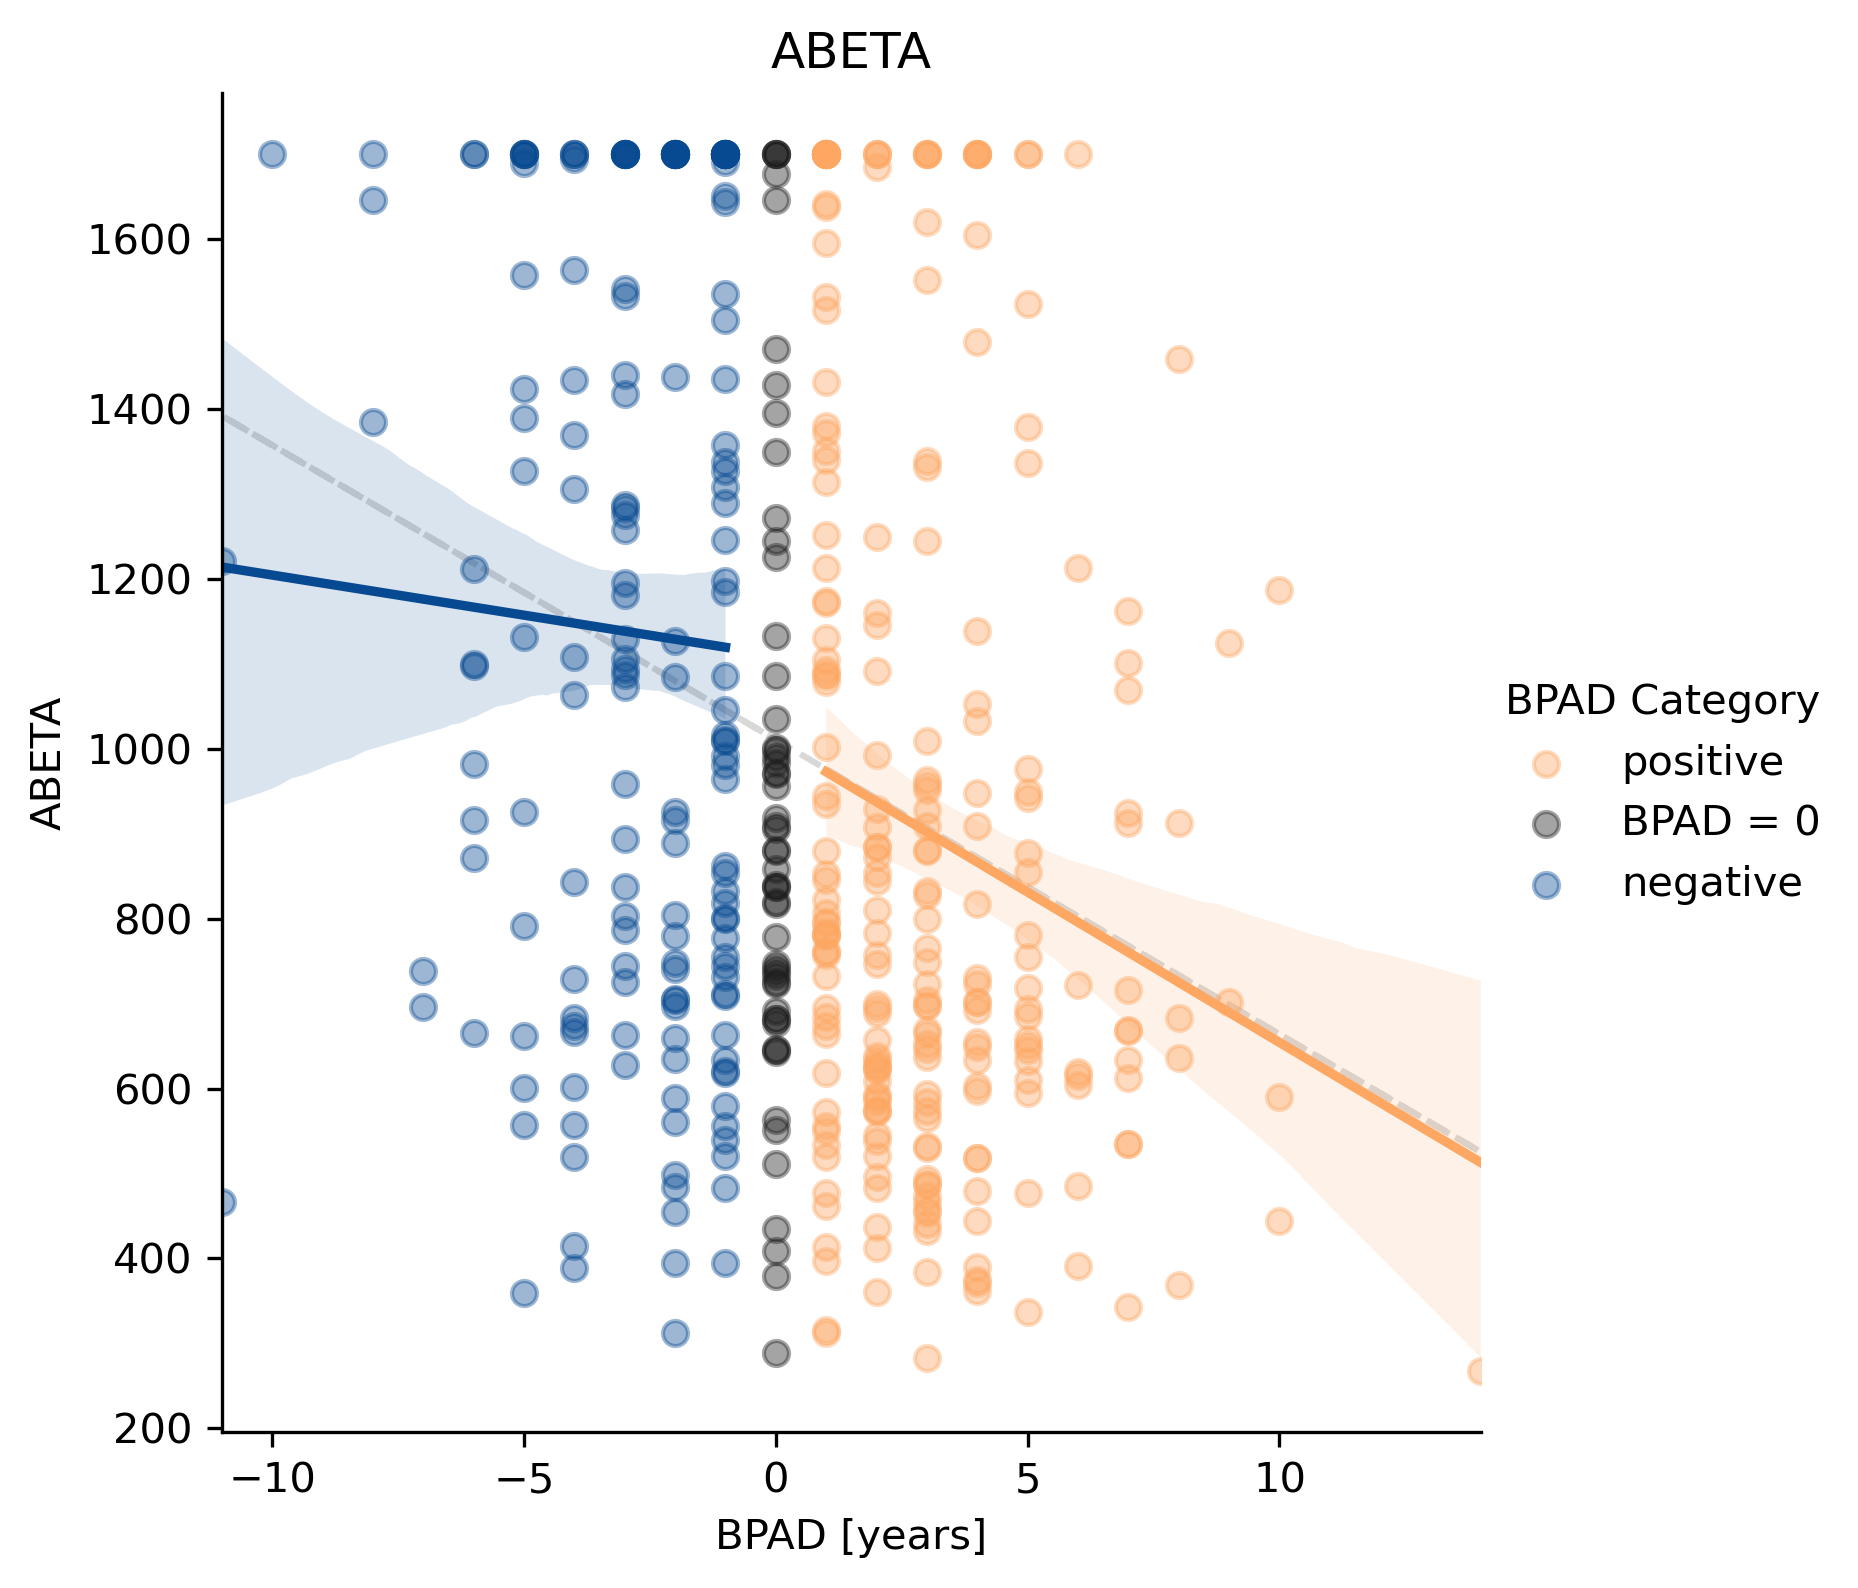 ABETA
1600
1400
1200
1000
800
600
400
200
ABETA
−10
−5
0
5
10
BPAD [years]
BPAD Category
positive
BPAD = 0
negative